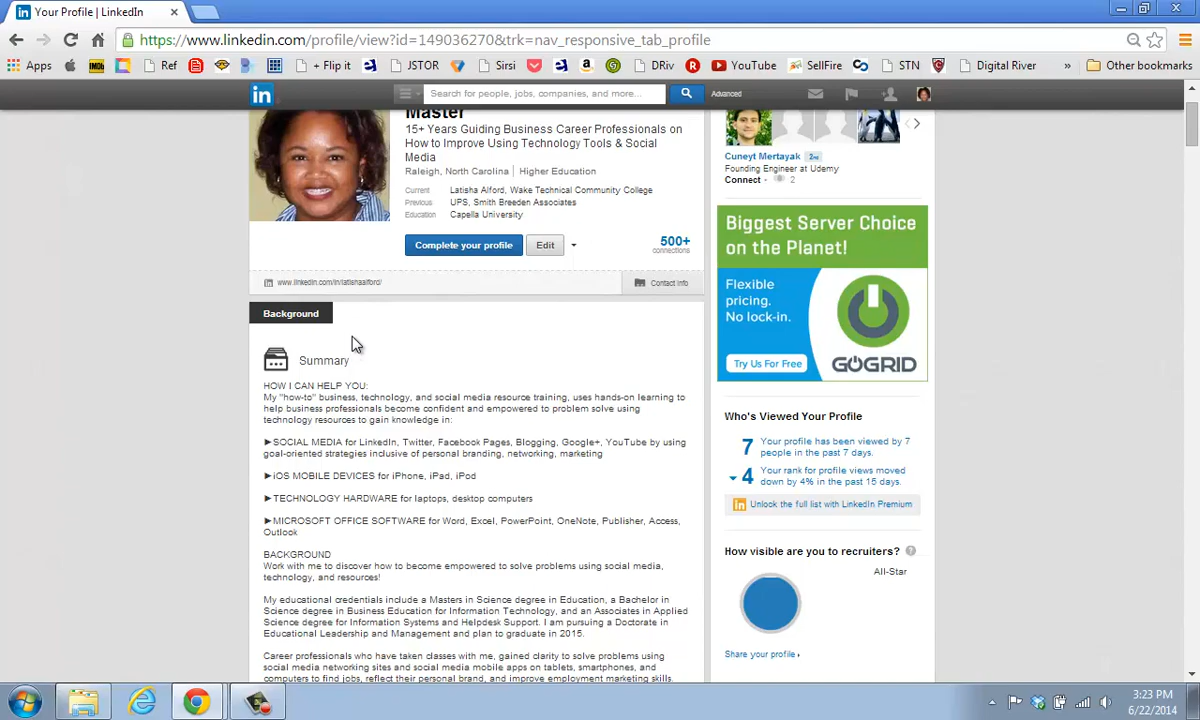 Your Profile | LinkedIn
https://www.linkedin.com/profile/view?id=149036270&trk=nav_responsive_tab_profile
Apps
IMDb
Ref
+ Flip it
JSTOR
Sirsi
DRiv
YouTube
SellFire
STN
Digital River
»
Other bookmarks
in
Search for people, jobs, companies, and more...
Advanced
Master
15+ Years Guiding Business Career Professionals on
How to Improve Using Technology Tools & Social
Media
Raleigh, North Carolina | Higher Education
Current Latisha Alford, Wake Technical Community College
Previous UPS, Smith Breeden Associates
Education Capella University
Complete your profile
Edit
500+
connections
www.linkedin.com/in/latishaalford/
Contact Info
Background
Summary
HOW I CAN HELP YOU:
My "how-to" business, technology, and social media resource training, uses hands-on learning to
help business professionals become confident and empowered to problem solve using
technology resources to gain knowledge in:
►SOCIAL MEDIA for LinkedIn, Twitter, Facebook Pages, Blogging, Google+, YouTube by using
goal-oriented strategies inclusive of personal branding, networking, marketing
►iOS MOBILE DEVICES for iPhone, iPad, iPod
►TECHNOLOGY HARDWARE for laptops, desktop computers
►MICROSOFT OFFICE SOFTWARE for Word, Excel, PowerPoint, OneNote, Publisher, Access,
Outlook
BACKGROUND
Work with me to discover how to become empowered to solve problems using social media,
technology, and resources!
My educational credentials include a Masters in Science degree in Education, a Bachelor in
Science degree in Business Education for Information Technology, and an Associates in Applied
Science degree for Information Systems and Helpdesk Support. I am pursuing a Doctorate in
Educational Leadership and Management and plan to graduate in 2015.
Career professionals who have taken classes with me, gained clarity to solve problems using
social media networking sites and social media mobile apps on tablets, smartphones, and
computers to find jobs, reflect their personal brand, and improve employment marketing skills.
Cuneyt Mertayak 2nd
Founding Engineer at Udemy
Connect • 2
Biggest Server Choice
on the Planet!
Flexible
pricing.
No lock-in.
Try Us For Free
GOGRID
Who's Viewed Your Profile
7 Your profile has been viewed by 7
people in the past 7 days.
4 Your rank for profile views moved
down by 4% in the past 15 days.
in Unlock the full list with LinkedIn Premium
How visible are you to recruiters? ?
All-Star
Share your profile
3:23 PM
6/22/2014